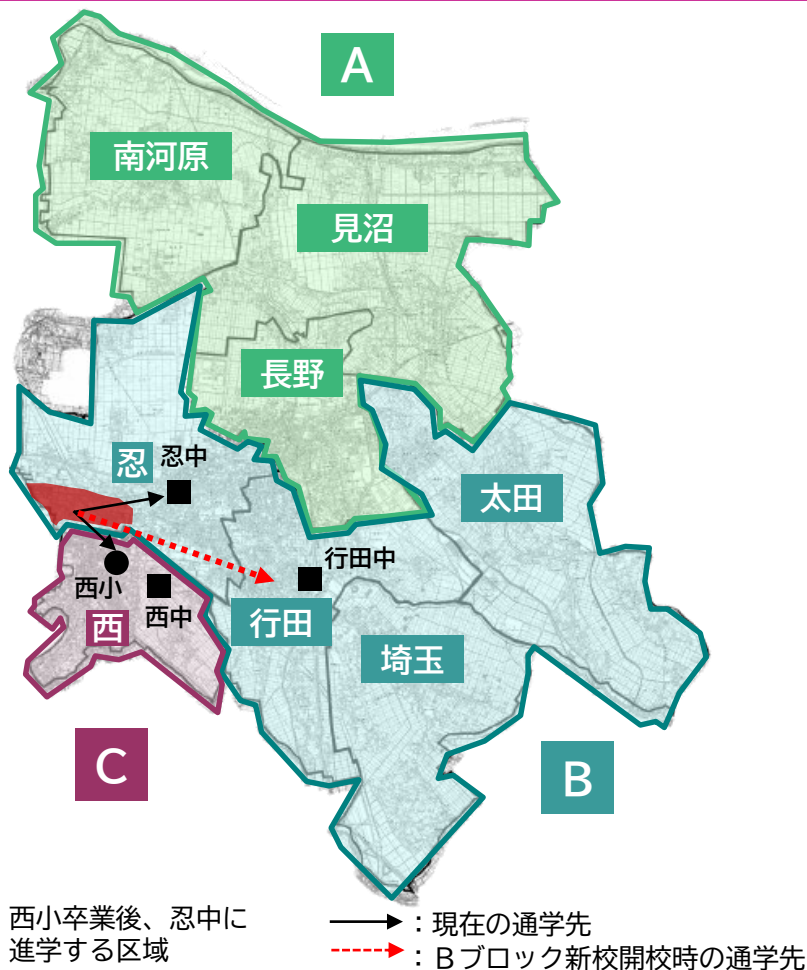 A
南河原
見沼
長野
忍
忍中
太田
行田中
西小
西中
西
行田
埼玉
C
B
西小卒業後、忍中に
進学する区域
：現在の通学先
：Ｂブロック新校開校時の通学先